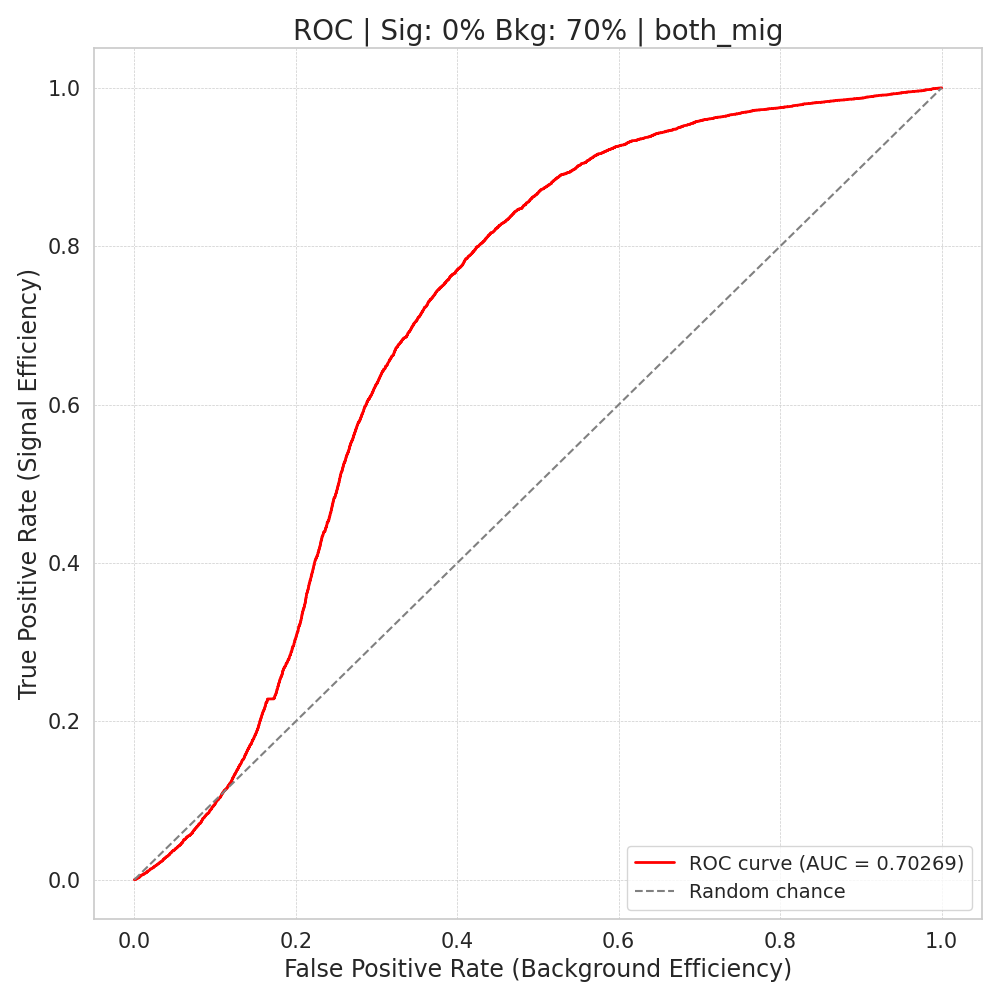 ROC | Sig: 0% Bkg: 70% | both_mig
True Positive Rate (Signal Efficiency)
1.0
0.8
0.6
0.4
0.2
0.0
ROC curve (AUC = 0.70269)
Random chance
0.0 0.2 0.4 0.6 0.8 1.0
False Positive Rate (Background Efficiency)